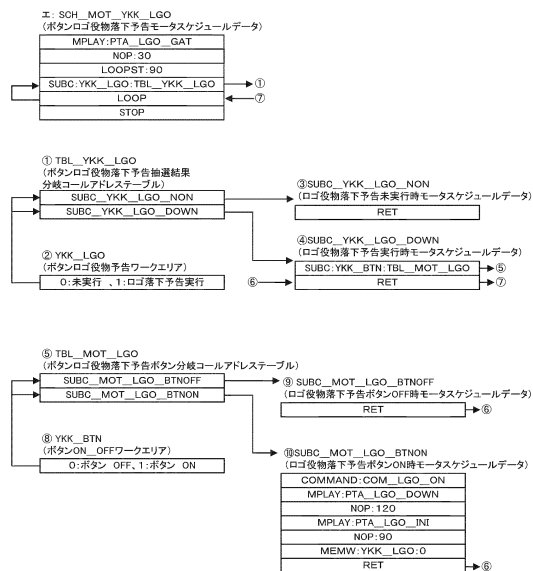 エ: SCH__MOT__YKK__LGO
(ボタンロゴ役物落下予告モータスケジュールデータ)
MPLAY:PTA__LGO__GAT
NOP:30
LOOPST:90
SUBC:YKK__LGO:TBL__YKK__LGO
①
LOOP
⑦
STOP
① TBL__YKK__LGO
(ボタンロゴ役物落下予告抽選結果
分岐コールアドレステーブル)
SUBC__YKK__LGO__NON
SUBC__YKK__LGO__DOWN
③SUBC__YKK__LGO__NON
(ロゴ役物落下予告未実行時モータスケジュールデータ)
RET
② YKK__LGO
(ボタンロゴ役物予告ワークエリア)
0:未実行 、1:ロゴ落下予告実行
④SUBC__YKK__LGO__DOWN
(ロゴ役物落下予告実行時モータスケジュールデータ)
SUBC:YKK__BTN:TBL__MOT__LGO
⑤
⑥
RET
⑦
⑤ TBL__MOT__LGO
(ボタンロゴ役物落下予告ボタン分岐コールアドレステーブル)
SUBC__MOT__LGO__BTNOFF
SUBC__MOT__LGO__BTNON
⑨ SUBC__MOT__LGO__BTNOFF
(ロゴ役物落下予告ボタンOFF時モータスケジュールデータ)
RET
⑥
⑧ YKK__BTN
(ボタンON__OFFワークエリア)
0:ボタン OFF、1:ボタン ON
⑩SUBC__MOT__LGO__BTNON
(ロゴ役物落下予告ボタンON時モータスケジュールデータ)
COMMAND:COM__LGO__ON
MPLAY:PTA__LGO__DOWN
NOP:120
MPLAY:PTA__LGO__INI
NOP:90
MEMW:YKK__LGO:0
RET
⑥